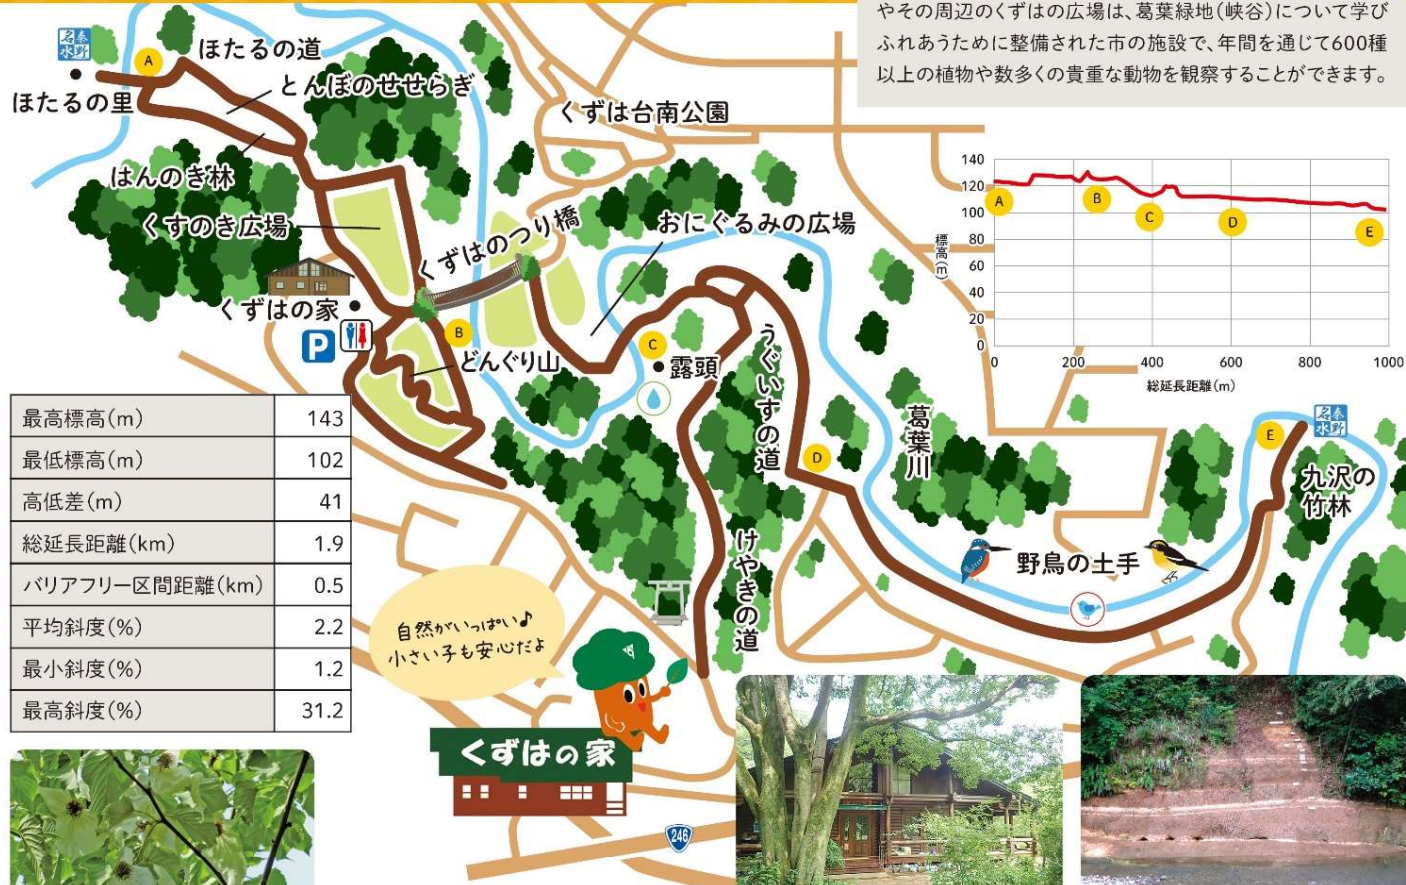 やその周辺のくずはの広場は、葛葉緑地(峡谷)について学び
ふれあうために整備された市の施設で、年間を通じて600種
以上の植物や数多くの貴重な動物を観察することができます。
秦野
名水
A
ほたるの道
ほたるの里
とんぼのせせらぎ
くずは台南公園
はんのき林
くすのき広場
くずはのつり橋
おにぐるみの広場
くずはの家
P
B
どんぐり山
C
露頭
うぐいすの道
D
葛葉川
けやきの道
野鳥の土手
E
秦野
名水
九沢の
竹林
標高(m)
140
120
100
80
60
40
20
0
A
B
C
D
E
0 200 400 600 800 1000
総延長距離(m)
最高標高(m) 143
最低標高(m) 102
高低差(m) 41
総延長距離(km) 1.9
バリアフリー区間距離(km) 0.5
平均斜度(%) 2.2
最小斜度(%) 1.2
最高斜度(%) 31.2
自然がいっぱい♪
小さい子も安心だよ
くずはの家
246